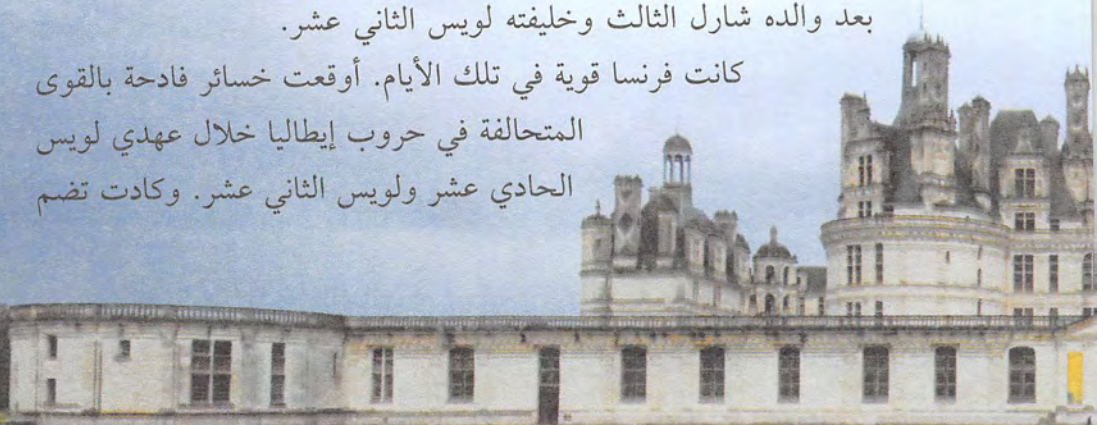 بعد والده شارل الثالث وخليفته لويس الثاني عشر.
كانت فرنسا قوية في تلك الأيام. أوقعت خسائر فادحة بالقوى
المتحالفة في حروب إيطاليا خلال عهدي لويس
الحادي عشر ولويس الثاني عشر. وكادت تضم